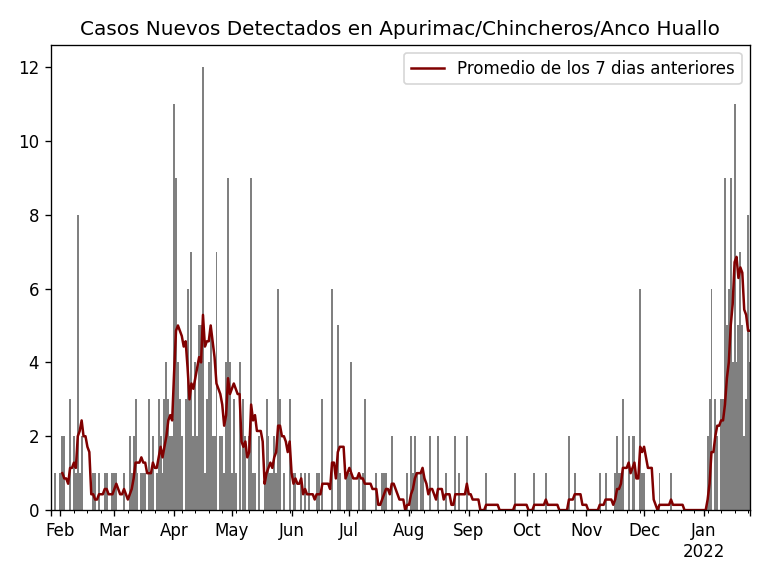 Casos Nuevos Detectados en Apurimac/Chincheros/Anco Huallo
Promedio de los 7 dias anteriores
12
10
8
6
4
2
0
Feb Mar Apr May Jun Jul Aug Sep Oct Nov Dec Jan
2022